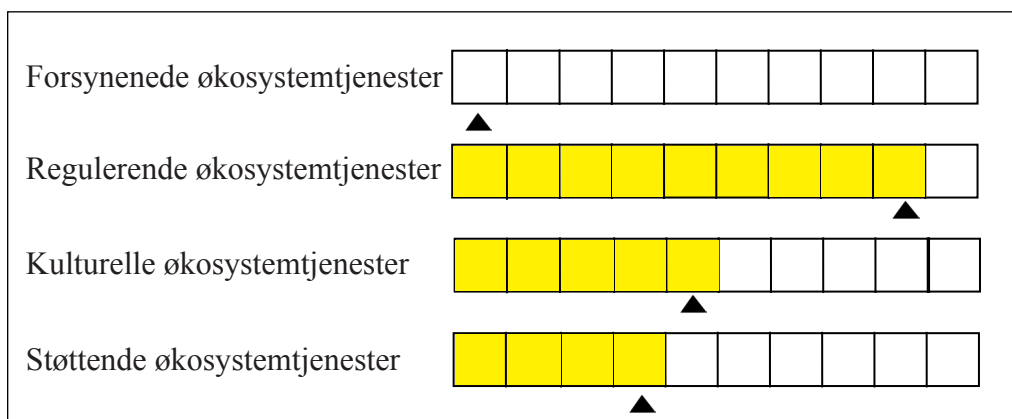 Forsynenede økosystemtjenester
Regulerende økosystemtjenester
Kulturelle økosystemtjenester
Støttende økosystemtjenester